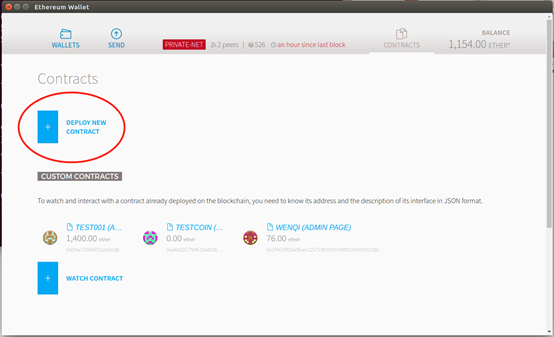 Ethereum Wallet
WALLETS
SEND
PRIVATE-NET 2 peers | 526 an hour since last block
CONTRACTS
BALANCE
1,154.00 ETHER*
Contracts
DEPLOY NEW
CONTRACT
CUSTOM CONTRACTS
To watch and interact with a contract already deployed on the blockchain, you need to know its address and the description of its interface in JSON format.
TEST001 (A...
1,400.00 ether
TESTCOIN (...
0.00 ether
WENQI (ADMIN PAGE)
76.00 ether
WATCH CONTRACT